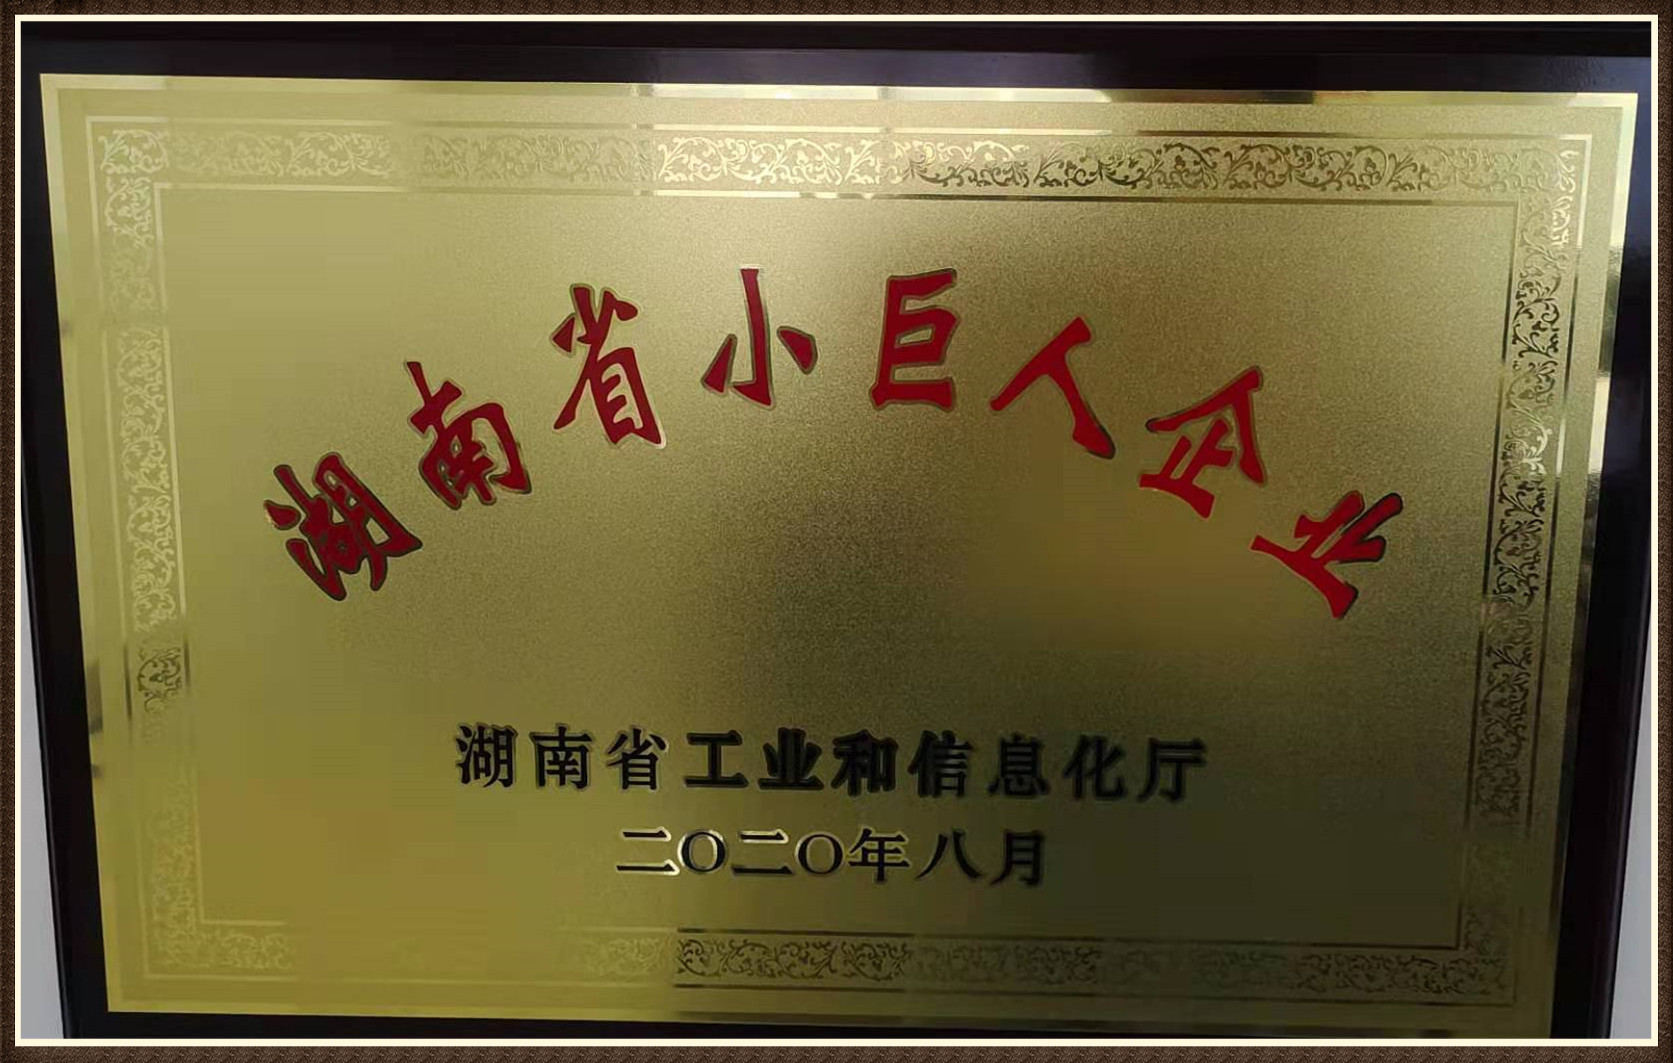 湖南省小巨人企业
湖南省工业和信息化厅
二〇二〇年八月